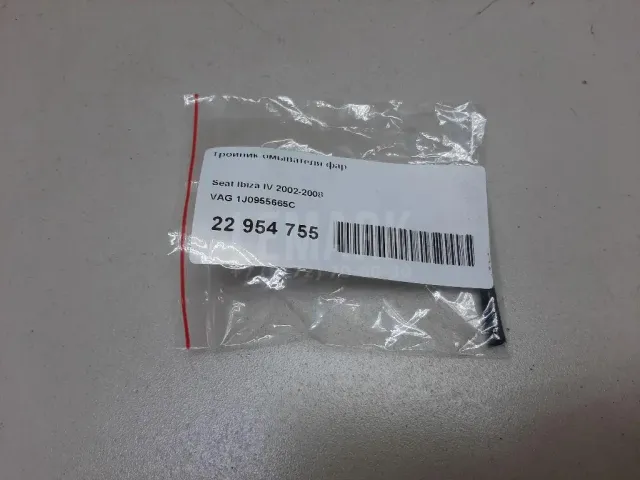 Тройник омывателя фар
Seat Ibiza IV 2002-2008
VAG 1J0955665C
22 954 755